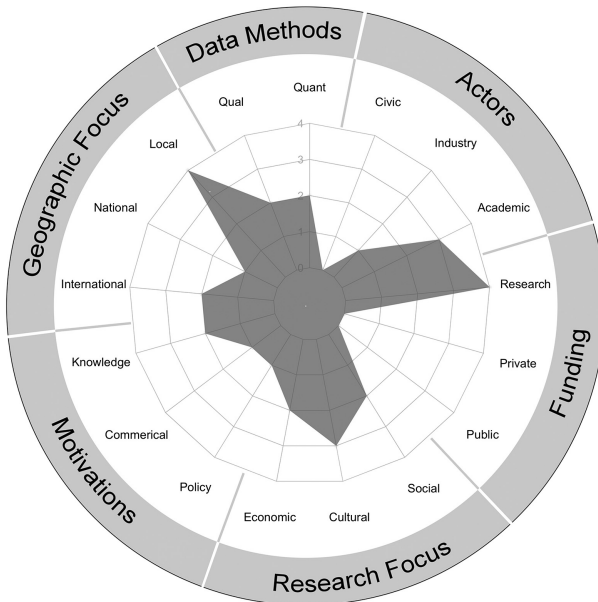 Data Methods
Actors
Funding
Research Focus
Motivations
Geographic Focus
Quant
Civic
Industry
Academic
Research
Private
Public
Social
Cultural
Economic
Policy
Commerical
Knowledge
International
National
Local
Qual
4
3
2
1
0